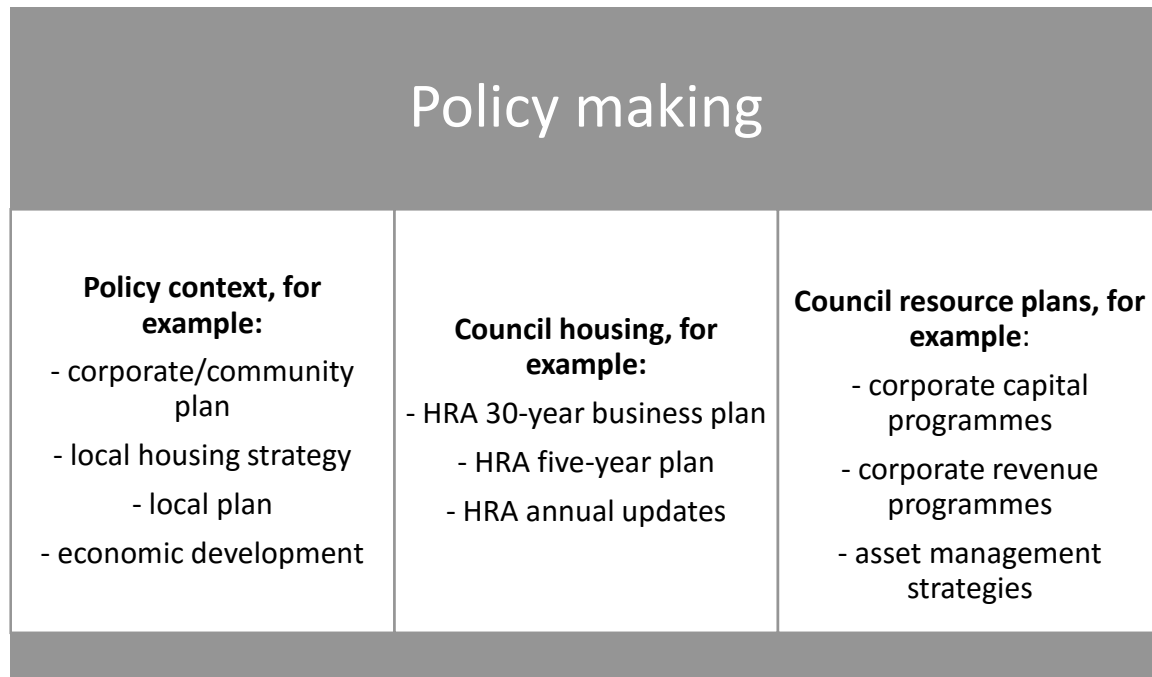 Policy making
Policy context, for
example:
- corporate/community
plan
- local housing strategy
- local plan
- economic development
Council housing, for
example:
- HRA 30-year business plan
- HRA five-year plan
- HRA annual updates
Council resource plans, for
example:
- corporate capital
programmes
- corporate revenue
programmes
- asset management
strategies